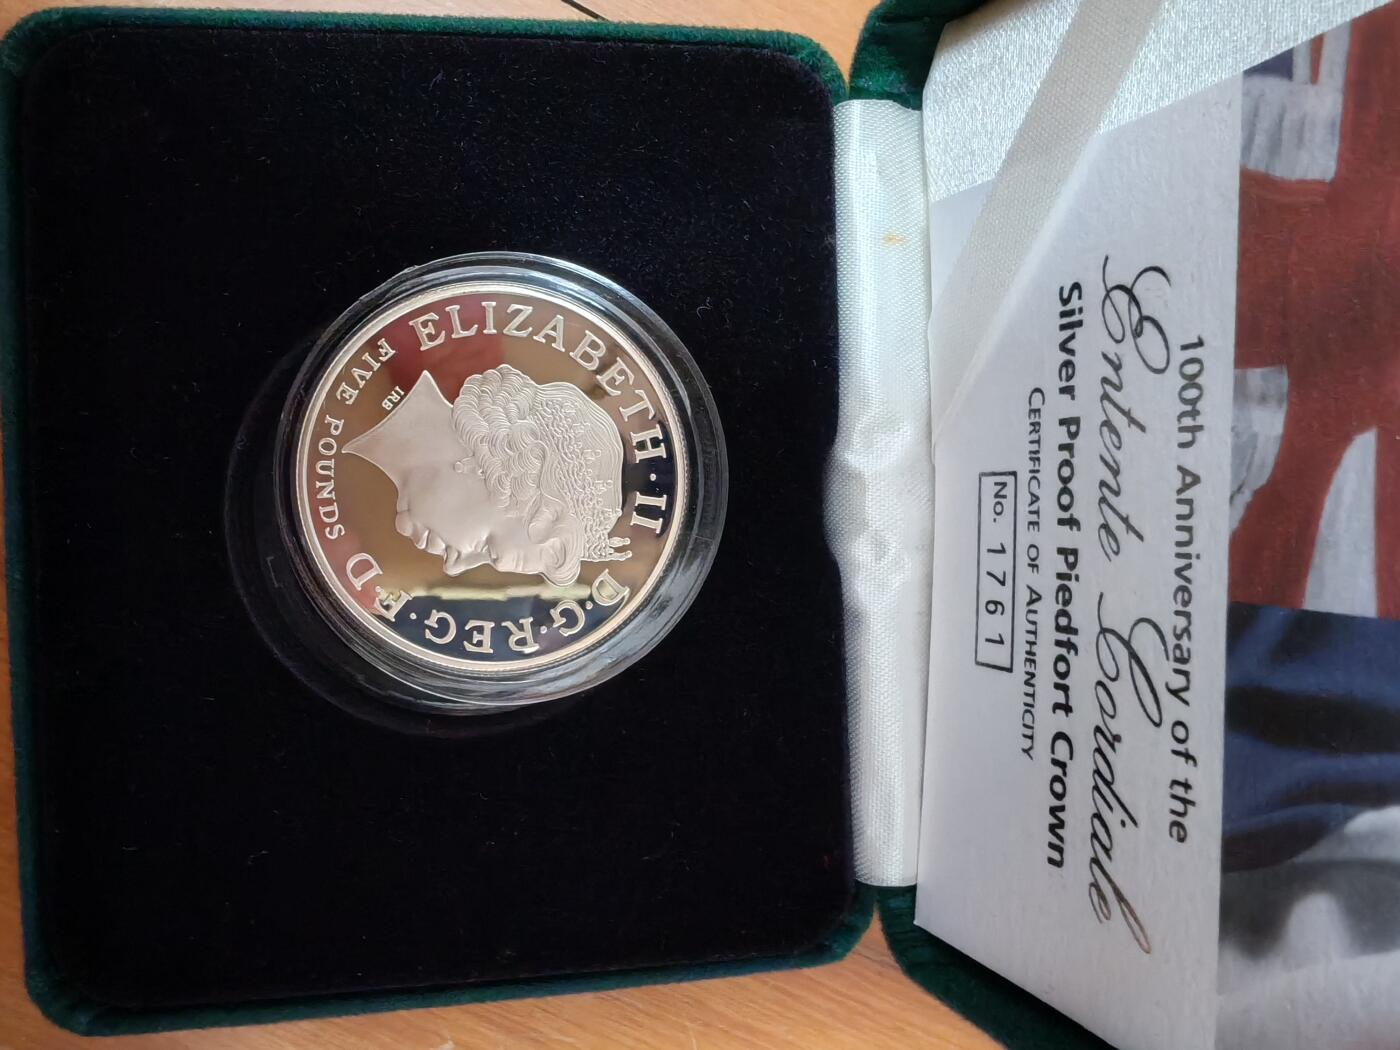 ELIZABETH·II D·G·REG·F·D
FIVE POUNDS
IRB
100th Anniversary of the
Entente Cordiale
Silver Proof Piedfort Crown
CERTIFICATE OF AUTHENTICITY
No. 1761